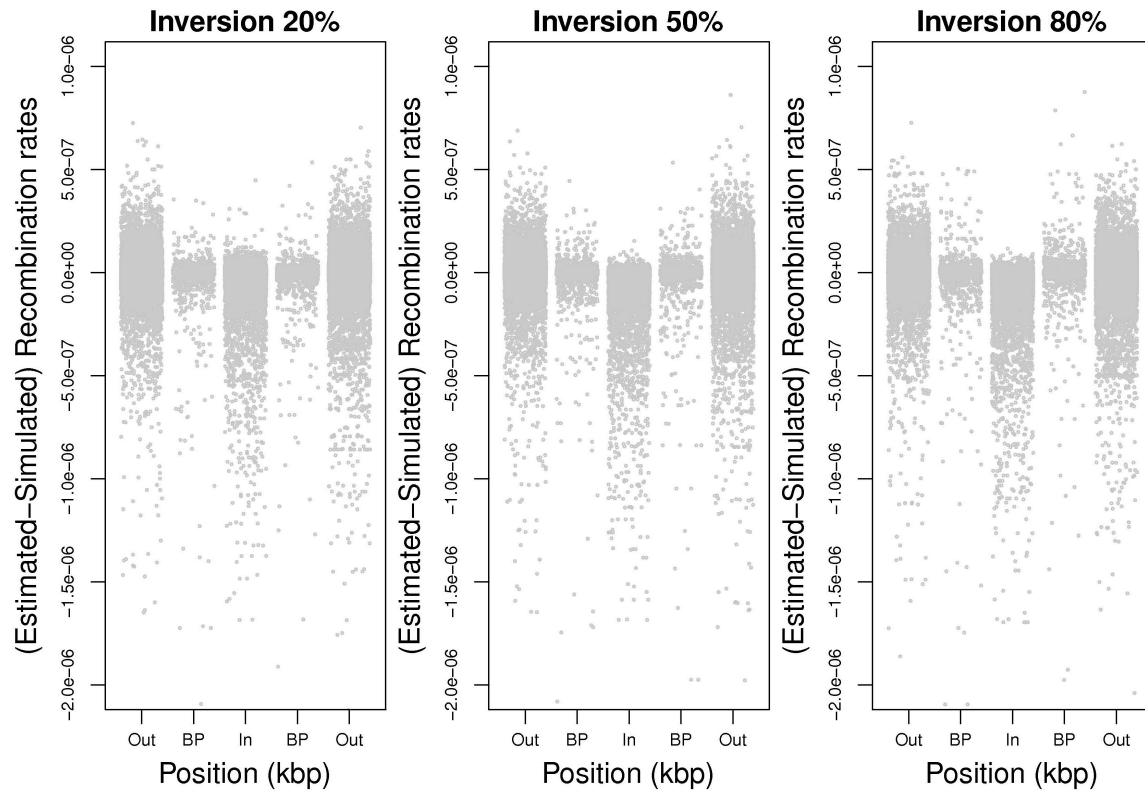 Inversion 20%
(Estimated−Simulated) Recombination rates
1.0e−06
5.0e−07
0.0e+00
−5.0e−07
−1.0e−06
−1.5e−06
−2.0e−06
Out BP In BP Out
Position (kbp)
Inversion 50%
(Estimated−Simulated) Recombination rates
1.0e−06
5.0e−07
0.0e+00
−5.0e−07
−1.0e−06
−1.5e−06
−2.0e−06
Out BP In BP Out
Position (kbp)
Inversion 80%
(Estimated−Simulated) Recombination rates
1.0e−06
5.0e−07
0.0e+00
−5.0e−07
−1.0e−06
−1.5e−06
−2.0e−06
Out BP In BP Out
Position (kbp)